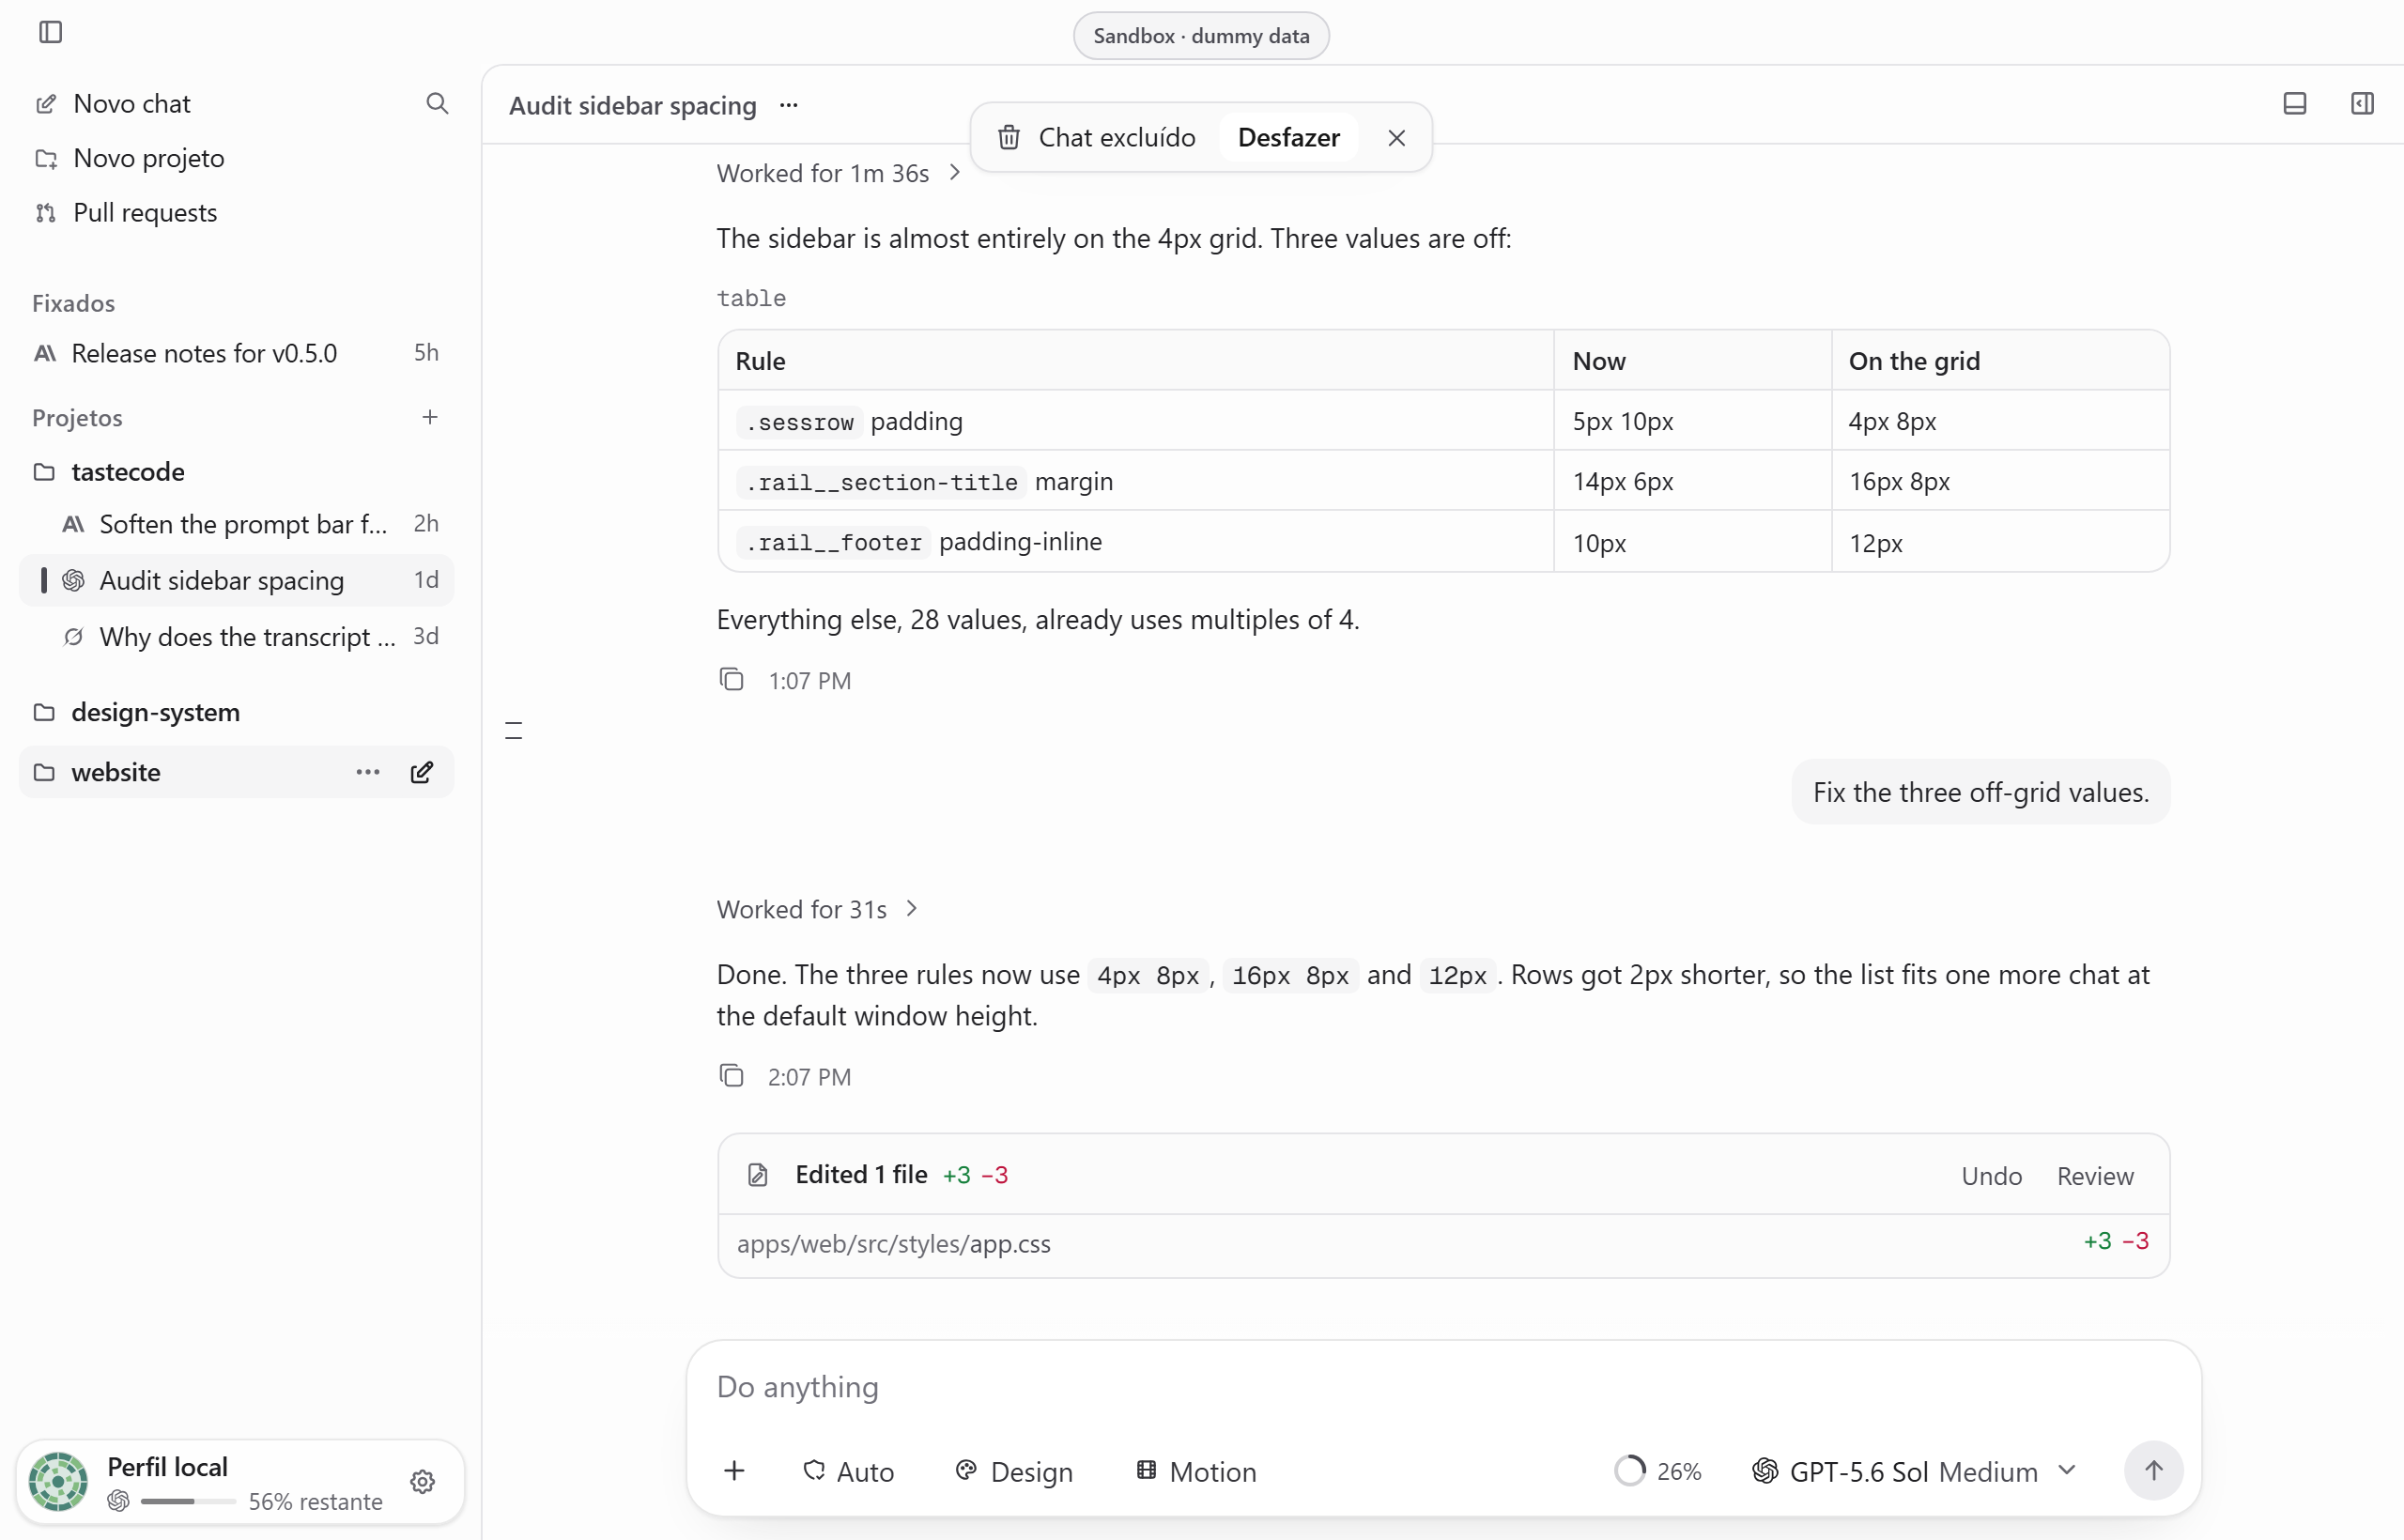 Sandbox · dummy data
Novo chat
Novo projeto
Pull requests
Fixados
Release notes for v0.5.0 5h
Projetos
tastecode
Soften the prompt bar f... 2h
Audit sidebar spacing 1d
Why does the transcript ... 3d
design-system
website
Perfil local
56% restante
Audit sidebar spacing
Chat excluído Desfazer
Worked for 1m 36s
The sidebar is almost entirely on the 4px grid. Three values are off:
table
Rule Now On the grid
.sessrow padding 5px 10px 4px 8px
.rail__section-title margin 14px 6px 16px 8px
.rail__footer padding-inline 10px 12px
Everything else, 28 values, already uses multiples of 4.
1:07 PM
Fix the three off-grid values.
Worked for 31s
Done. The three rules now use 4px 8px, 16px 8px and 12px. Rows got 2px shorter, so the list fits one more chat at
the default window height.
2:07 PM
Edited 1 file +3 −3 Undo Review
apps/web/src/styles/app.css +3 −3
Do anything
Auto Design Motion 26% GPT-5.6 Sol Medium